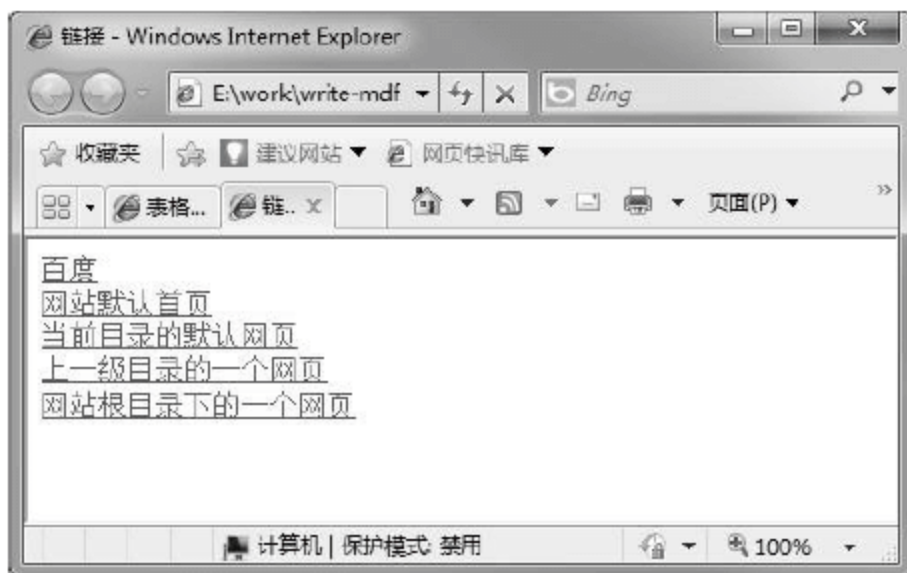 链接 - Windows Internet Explorer
E:\work\write-mdf
Bing
收藏夹 建议网站 网页快讯库
表格... 链.. 页面(P)
百度
网站默认首页
当前目录的默认网页
上一级目录的一个网页
网站根目录下的一个网页
计算机 | 保护模式: 禁用 100%